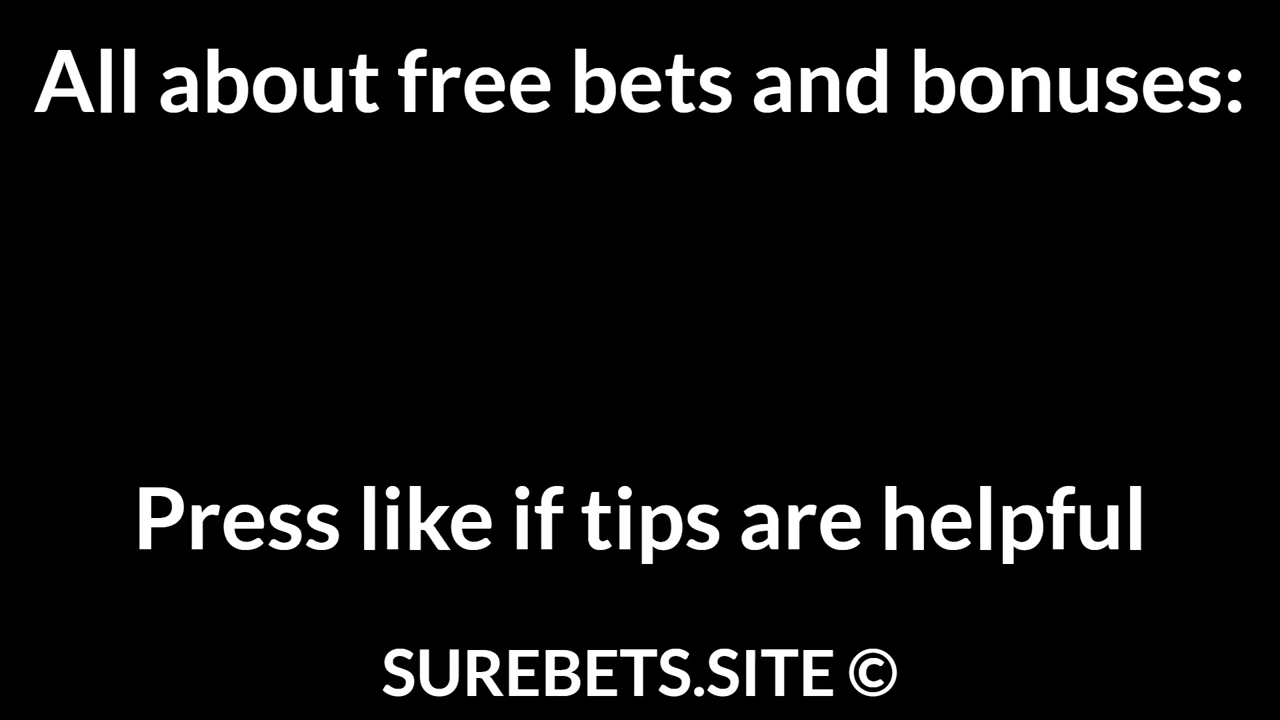 All about free bets and bonuses:
Press like if tips are helpful
SUREBETS.SITE ©